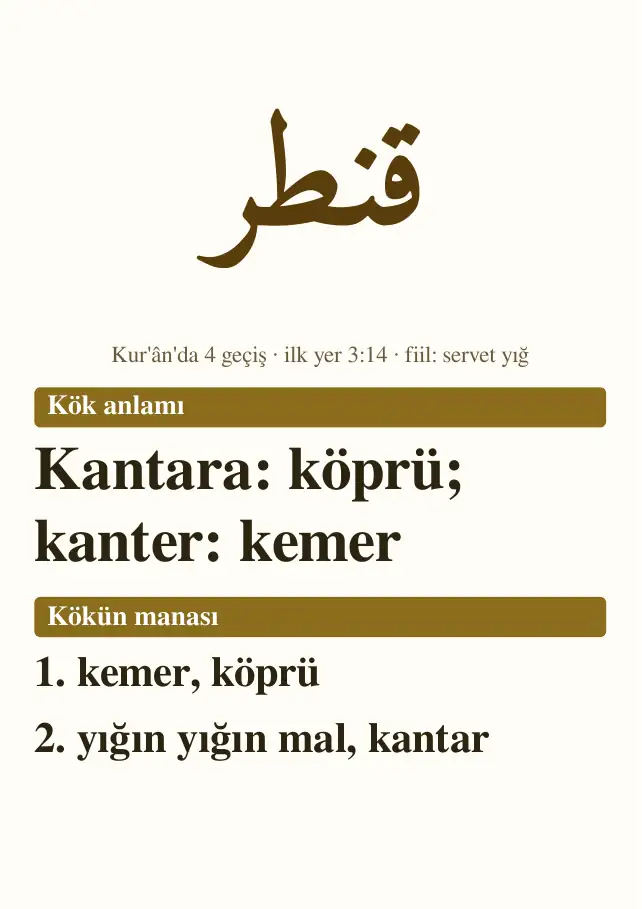 قنطر
Kur'ân'da 4 geçiş · ilk yer 3:14 · fiil: servet yığ
Kök anlamı
Kantara: köprü;
kanter: kemer
Kökün manası
1. kemer, köprü
2. yığın yığın mal, kantar